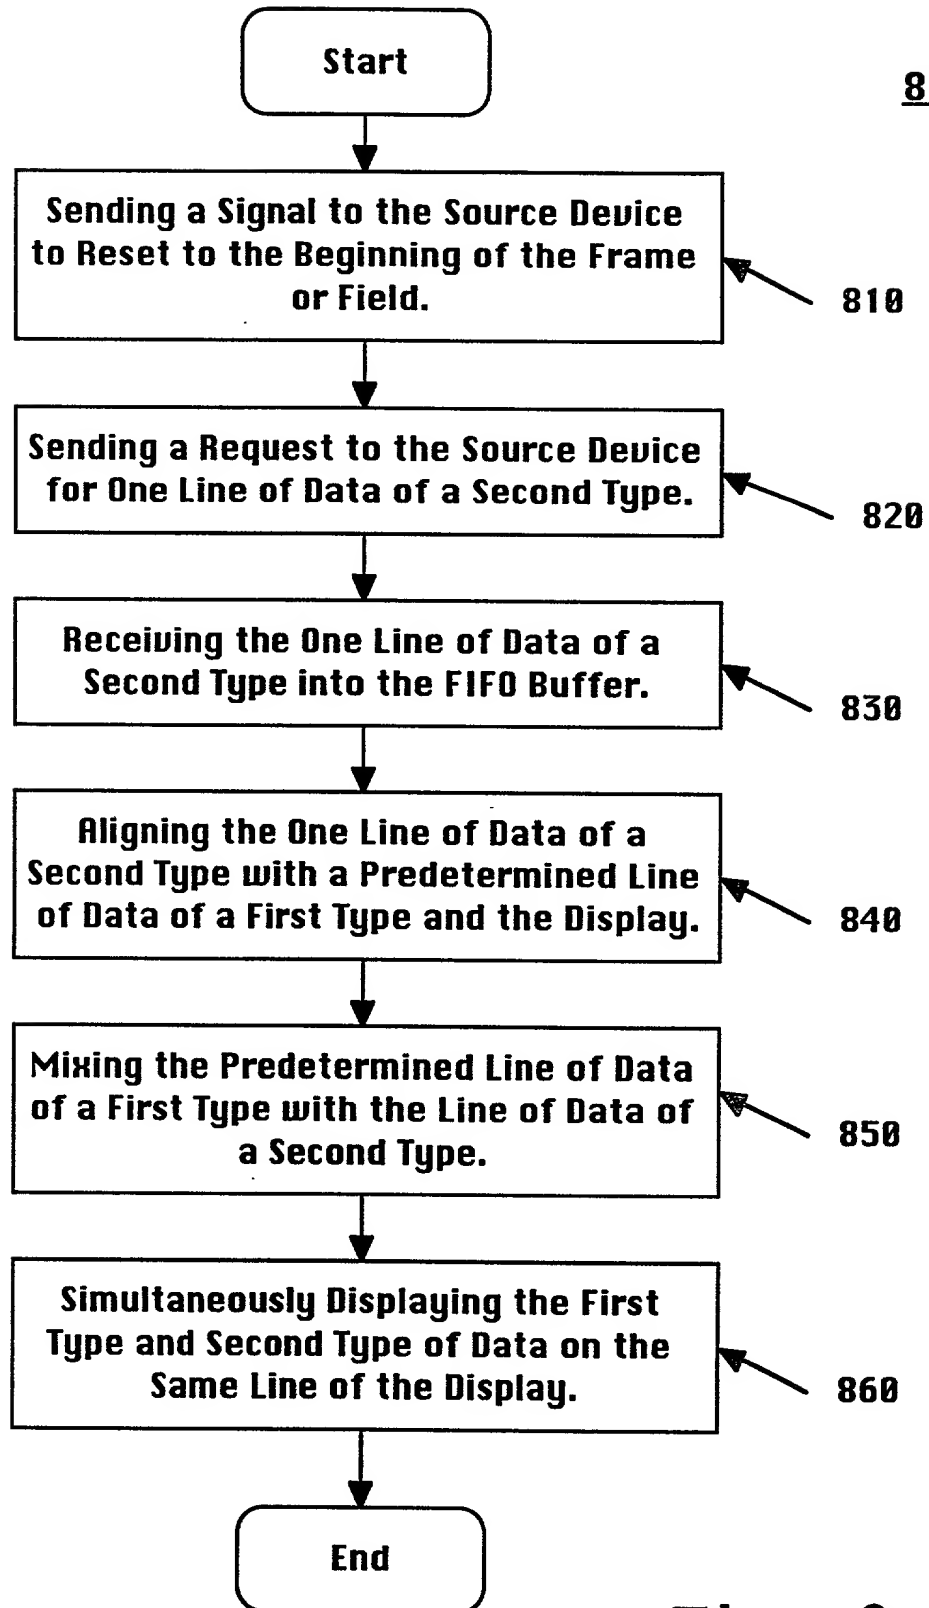 Start
8
Sending a Signal to the Source Device
to Reset to the Beginning of the Frame
or Field.
810
Sending a Request to the Source Device
for One Line of Data of a Second Type.
820
Receiving the One Line of Data of a
Second Type into the FIFO Buffer.
830
Aligning the One Line of Data of a
Second Type with a Predetermined Line
of Data of a First Type and the Display.
840
Mixing the Predetermined Line of Data
of a First Type with the Line of Data of
a Second Type.
850
Simultaneously Displaying the First
Type and Second Type of Data on the
Same Line of the Display.
860
End